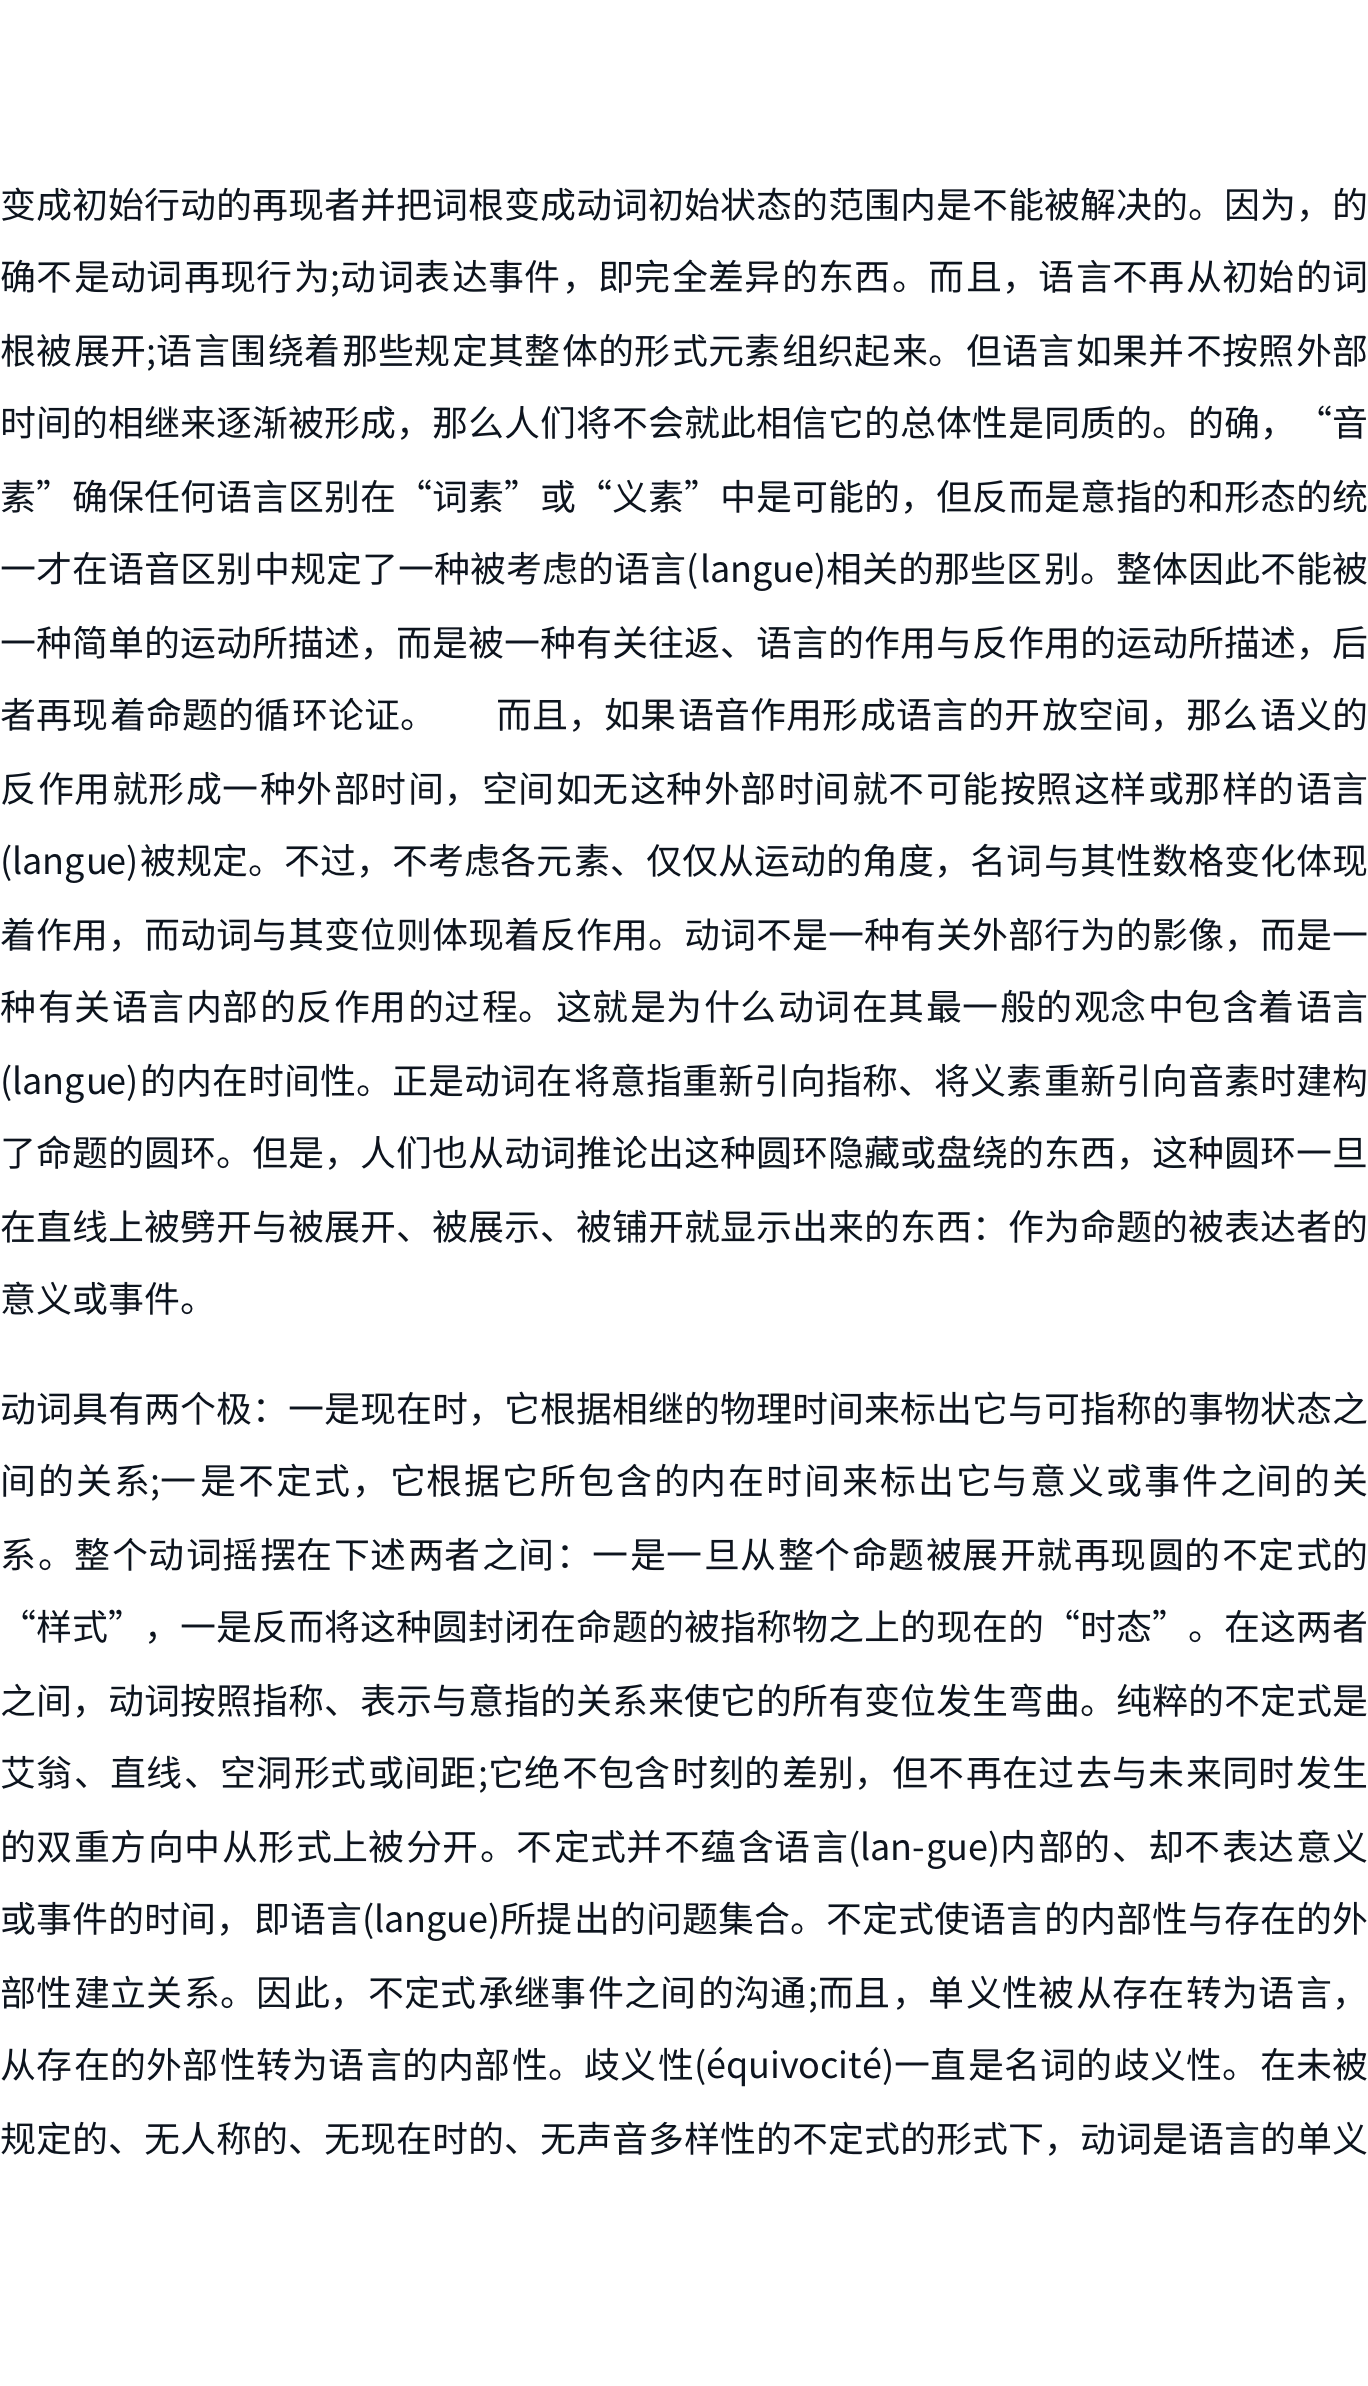 变成初始行动的再现者并把词根变成动词初始状态的范围内是不能被解决的。因为，的
确不是动词再现行为;动词表达事件，即完全差异的东西。而且，语言不再从初始的词
根被展开;语言围绕着那些规定其整体的形式元素组织起来。但语言如果并不按照外部
时间的相继来逐渐被形成，那么人们将不会就此相信它的总体性是同质的。的确，“音
素”确保任何语言区别在“词素”或“义素”中是可能的，但反而是意指的和形态的统
一才在语音区别中规定了一种被考虑的语言(langue)相关的那些区别。整体因此不能被
一种简单的运动所描述，而是被一种有关往返、语言的作用与反作用的运动所描述，后
者再现着命题的循环论证。　　而且，如果语音作用形成语言的开放空间，那么语义的
反作用就形成一种外部时间，空间如无这种外部时间就不可能按照这样或那样的语言
(langue)被规定。不过，不考虑各元素、仅仅从运动的角度，名词与其性数格变化体现
着作用，而动词与其变位则体现着反作用。动词不是一种有关外部行为的影像，而是一
种有关语言内部的反作用的过程。这就是为什么动词在其最一般的观念中包含着语言
(langue)的内在时间性。正是动词在将意指重新引向指称、将义素重新引向音素时建构
了命题的圆环。但是，人们也从动词推论出这种圆环隐藏或盘绕的东西，这种圆环一旦
在直线上被劈开与被展开、被展示、被铺开就显示出来的东西：作为命题的被表达者的
意义或事件。
动词具有两个极：一是现在时，它根据相继的物理时间来标出它与可指称的事物状态之
间的关系;一是不定式，它根据它所包含的内在时间来标出它与意义或事件之间的关
系。整个动词摇摆在下述两者之间：一是一旦从整个命题被展开就再现圆的不定式的
“样式”，一是反而将这种圆封闭在命题的被指称物之上的现在的“时态”。在这两者
之间，动词按照指称、表示与意指的关系来使它的所有变位发生弯曲。纯粹的不定式是
艾翁、直线、空洞形式或间距;它绝不包含时刻的差别，但不再在过去与未来同时发生
的双重方向中从形式上被分开。不定式并不蕴含语言(lan-gue)内部的、却不表达意义
或事件的时间，即语言(langue)所提出的问题集合。不定式使语言的内部性与存在的外
部性建立关系。因此，不定式承继事件之间的沟通;而且，单义性被从存在转为语言，
从存在的外部性转为语言的内部性。歧义性(équivocité)一直是名词的歧义性。在未被
规定的、无人称的、无现在时的、无声音多样性的不定式的形式下，动词是语言的单义